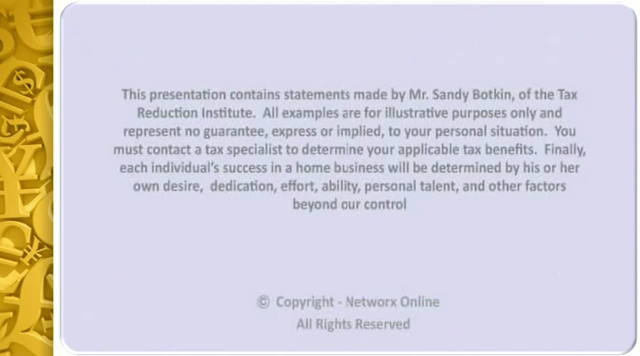 This presentation contains statements made by Mr. Sandy Botkin, of the Tax
Reduction Institute.  All examples are for illustrative purposes only and
represent no guarantee, express or implied, to your personal situation.  You
must contact a tax specialist to determine your applicable tax benefits.  Finally,
each individual's success in a home business will be determined by his or her
own desire,  dedication, effort, ability, personal talent, and other factors
beyond our control
© Copyright - Networx Online
All Rights Reserved